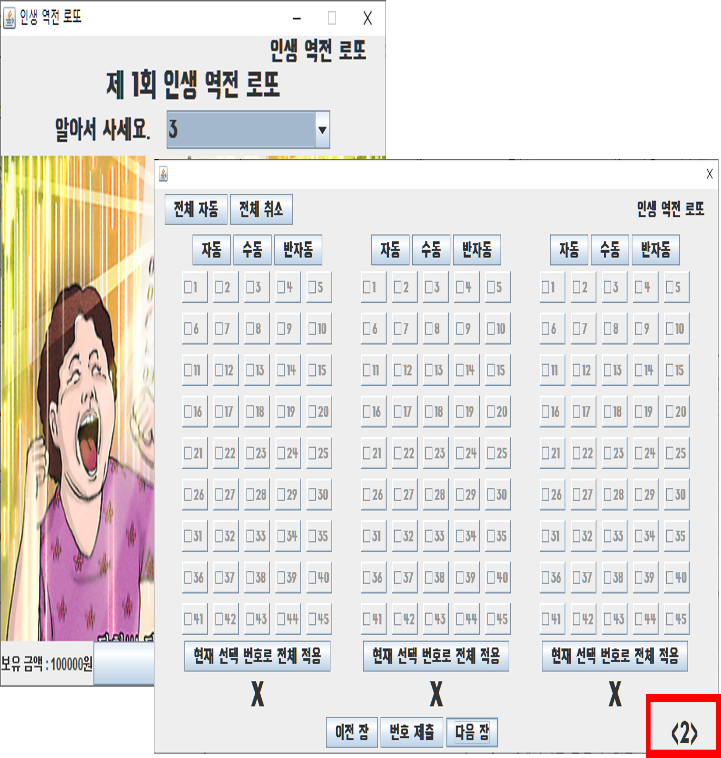 인생 역전 로또
인생 역전 로또
제 1회 인생 역전 로또
알아서 사세요. 3
보유 금액 : 100000원
전체 자동 전체 취소 인생 역전 로또
자동 수동 반자동 자동 수동 반자동 자동 수동 반자동
1 2 3 4 5 1 2 3 4 5 1 2 3 4 5
6 7 8 9 10 6 7 8 9 10 6 7 8 9 10
11 12 13 14 15 11 12 13 14 15 11 12 13 14 15
16 17 18 19 20 16 17 18 19 20 16 17 18 19 20
21 22 23 24 25 21 22 23 24 25 21 22 23 24 25
26 27 28 29 30 26 27 28 29 30 26 27 28 29 30
31 32 33 34 35 31 32 33 34 35 31 32 33 34 35
36 37 38 39 40 36 37 38 39 40 36 37 38 39 40
41 42 43 44 45 41 42 43 44 45 41 42 43 44 45
현재 선택 번호로 전체 적용 현재 선택 번호로 전체 적용 현재 선택 번호로 전체 적용
X X X
이전 장 번호 제출 다음 장 <2>